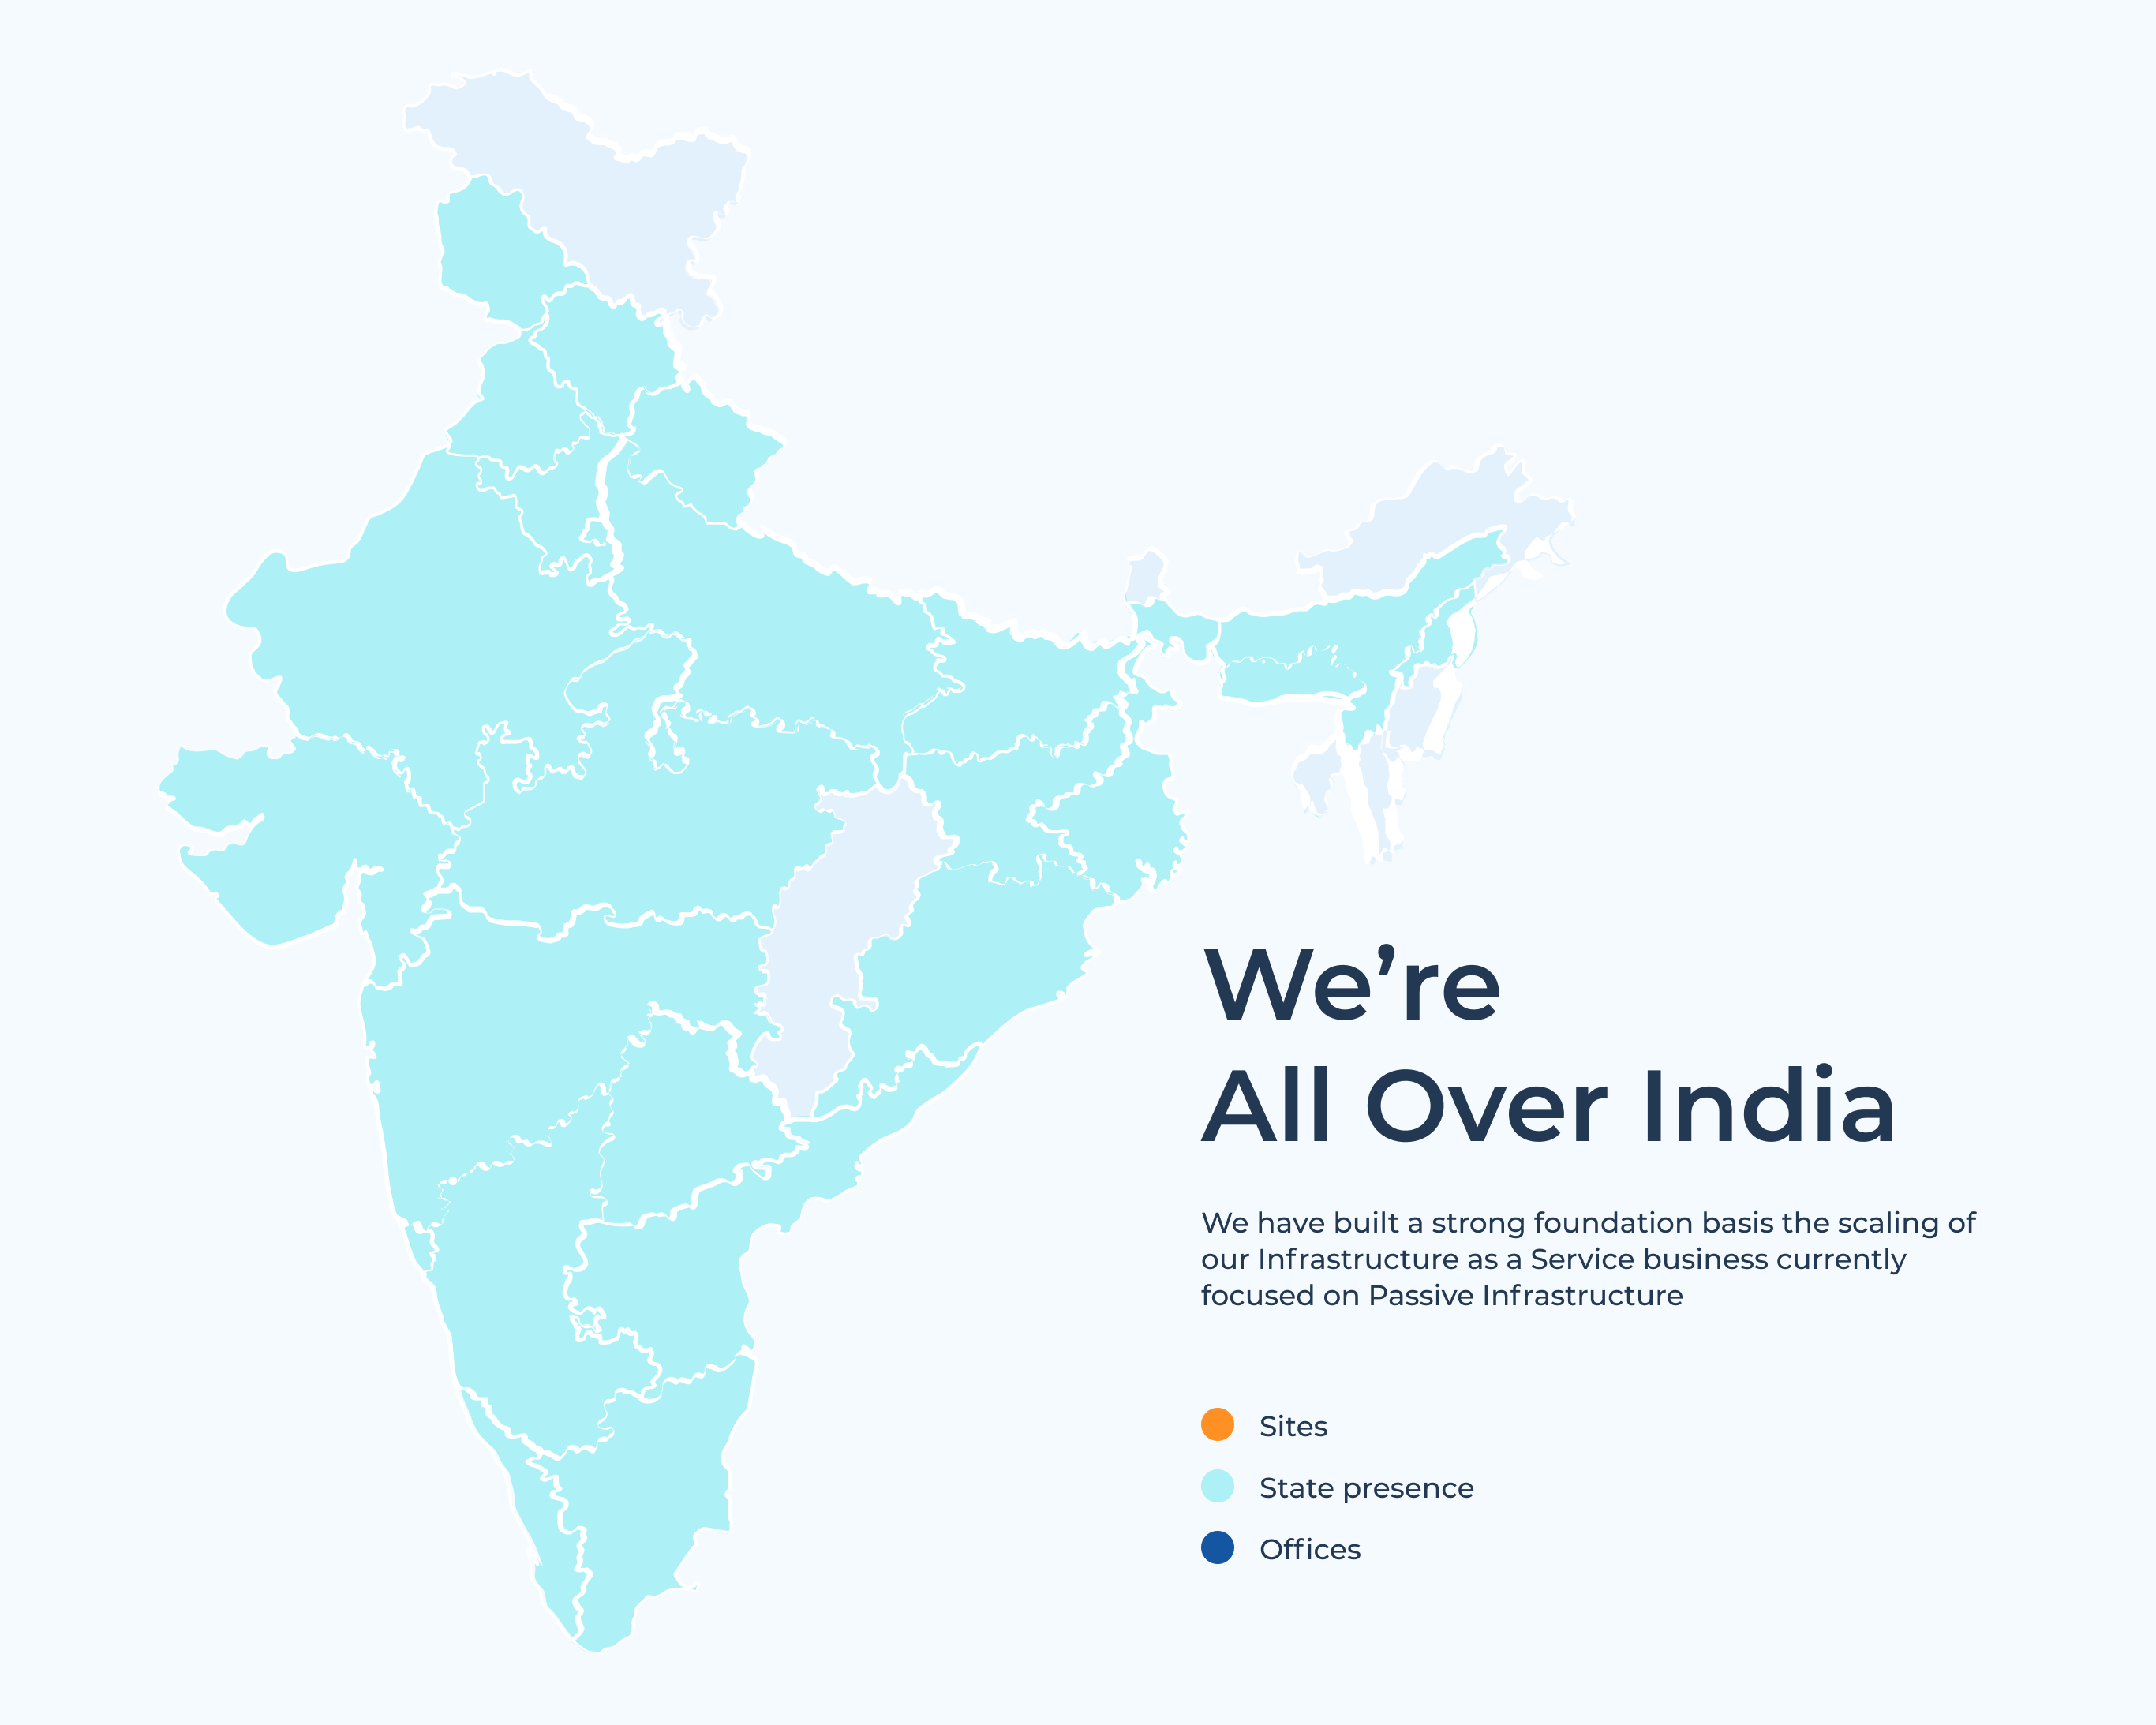 We’re
All Over India
We have built a strong foundation basis the scaling of
our Infrastructure as a Service business currently
focused on Passive Infrastructure
Sites
State presence
Offices